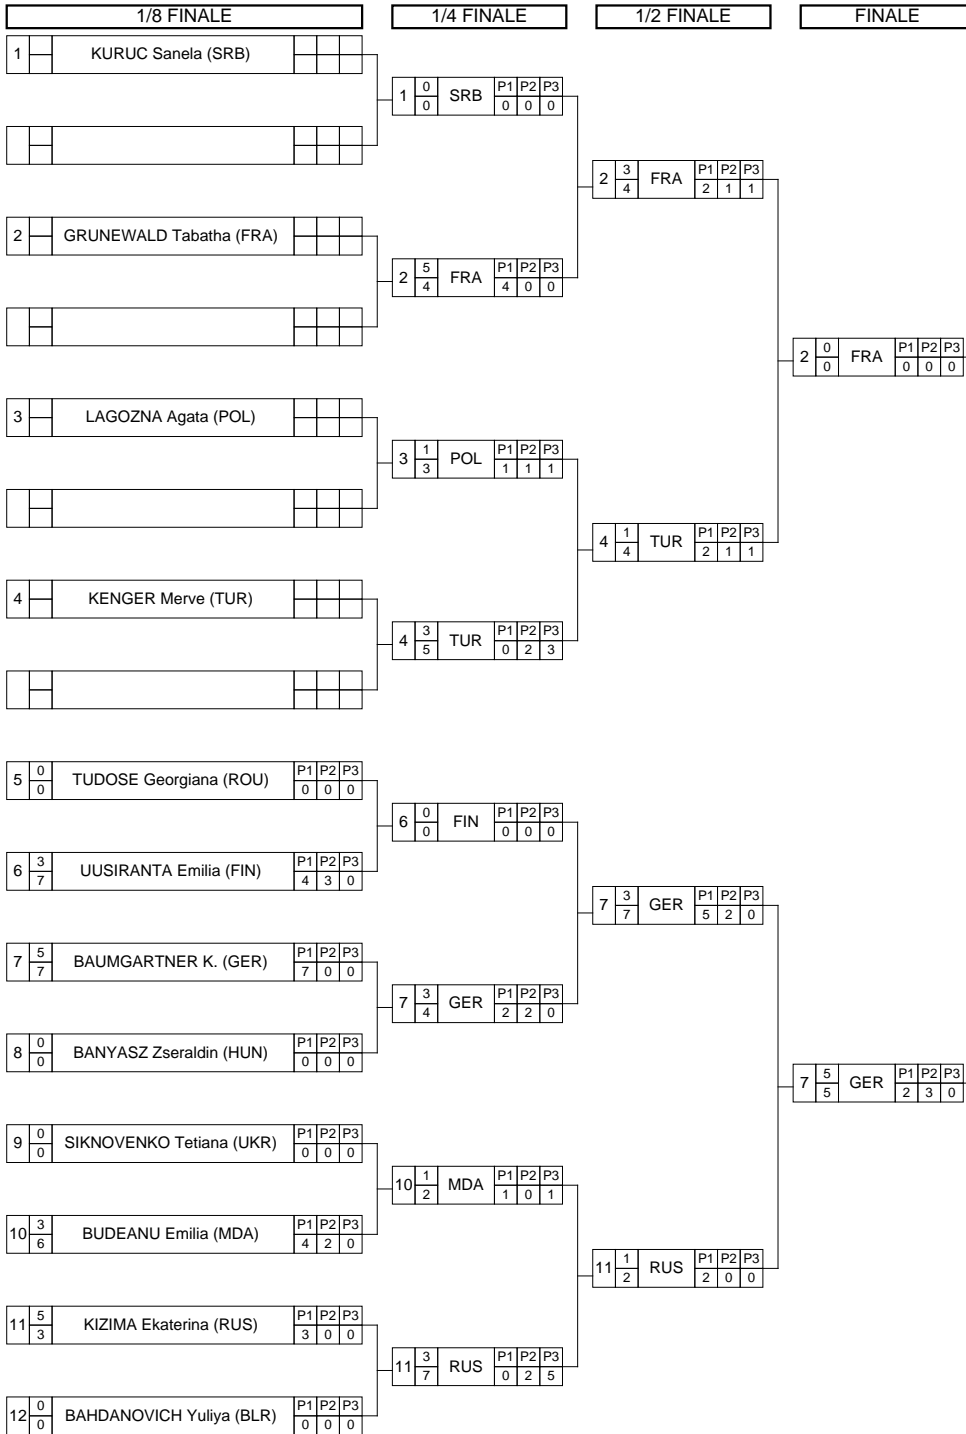 1/8 FINALE 1/4 FINALE 1/2 FINALE FINALE
1 KURUC Sanela (SRB)
1 0 0 SRB P1 P2 P3 0 0 0
2 3 4 FRA P1 P2 P3 2 1 1
2 GRUNEWALD Tabatha (FRA)
2 5 4 FRA P1 P2 P3 4 0 0
2 0 0 FRA P1 P2 P3 0 0 0
3 LAGOZNA Agata (POL)
3 1 3 POL P1 P2 P3 1 1 1
4 1 4 TUR P1 P2 P3 2 1 1
4 KENGER Merve (TUR)
4 3 5 TUR P1 P2 P3 0 2 3
5 0 0 TUDOSE Georgiana (ROU) P1 P2 P3 0 0 0
6 0 0 FIN P1 P2 P3 0 0 0
6 3 7 UUSIRANTA Emilia (FIN) P1 P2 P3 4 3 0
7 3 7 GER P1 P2 P3 5 2 0
7 5 7 BAUMGARTNER K. (GER) P1 P2 P3 7 0 0
7 3 4 GER P1 P2 P3 2 2 0
8 0 0 BANYASZ Zseraldin (HUN) P1 P2 P3 0 0 0
7 5 5 GER P1 P2 P3 2 3 0
9 0 0 SIKNOVENKO Tetiana (UKR) P1 P2 P3 0 0 0
10 1 2 MDA P1 P2 P3 1 0 1
10 3 6 BUDEANU Emilia (MDA) P1 P2 P3 4 2 0
11 1 2 RUS P1 P2 P3 2 0 0
11 5 3 KIZIMA Ekaterina (RUS) P1 P2 P3 3 0 0
11 3 7 RUS P1 P2 P3 0 2 5
12 0 0 BAHDANOVICH Yuliya (BLR) P1 P2 P3 0 0 0